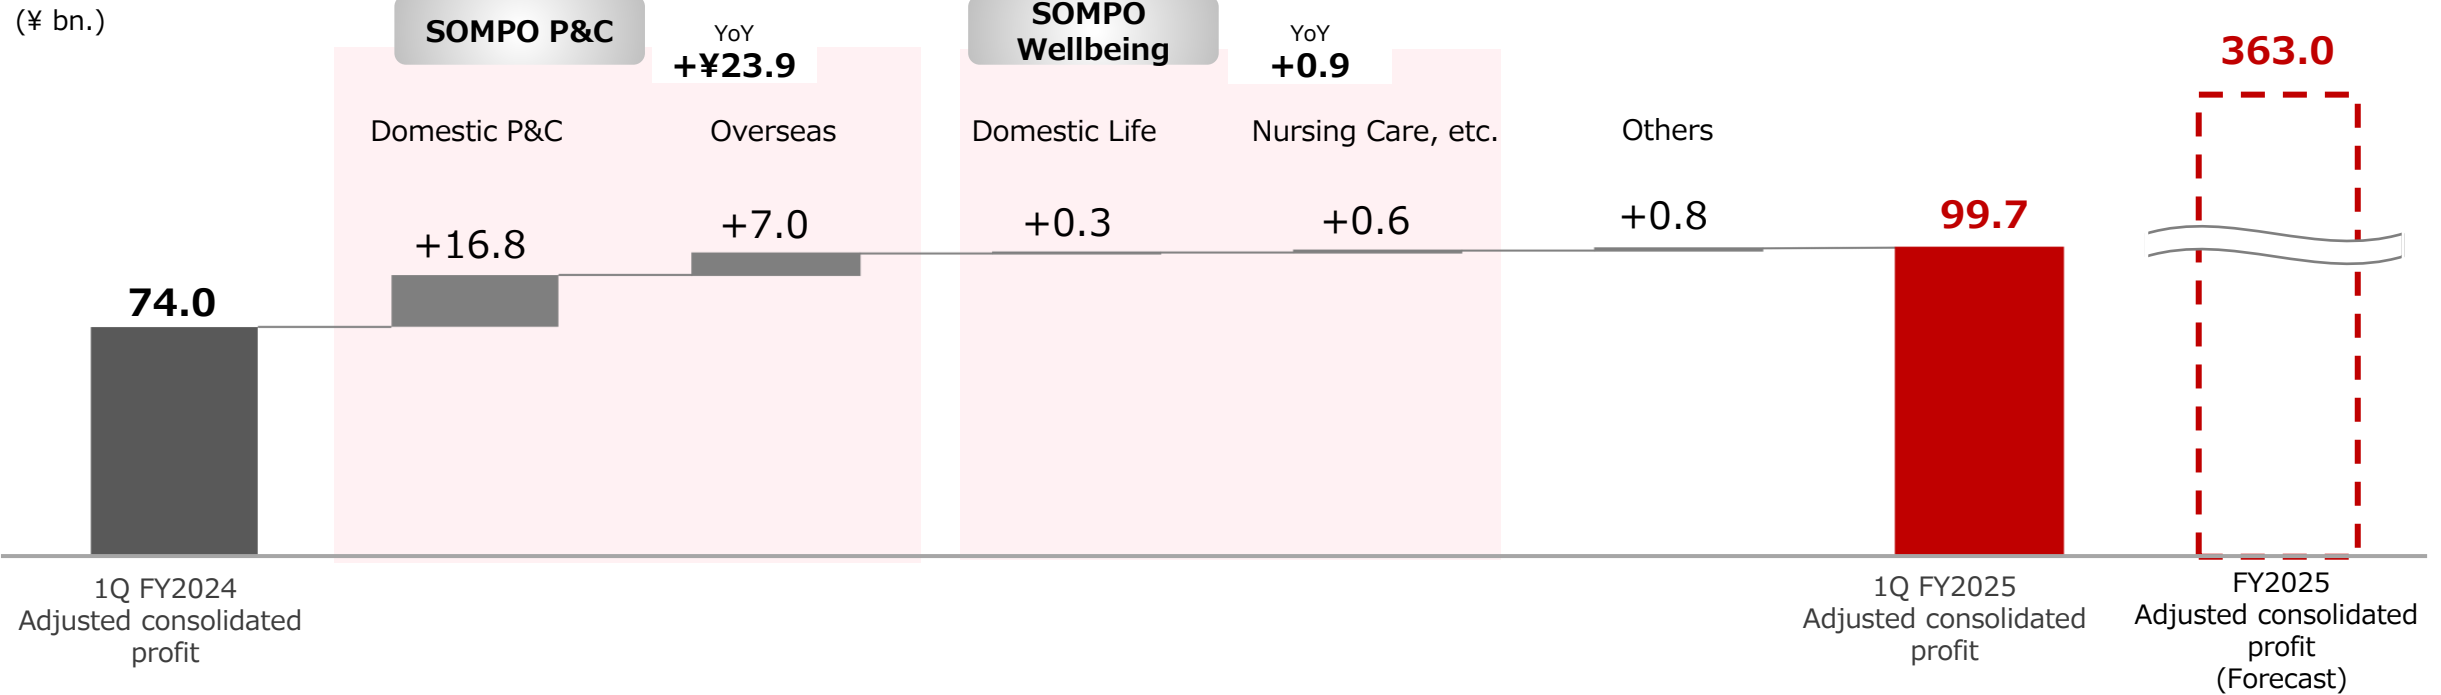 (¥ bn.)
SOMPO P&C
YoY
+¥23.9
SOMPO
Wellbeing
YoY
+0.9
363.0
Domestic P&C
Overseas
Domestic Life
Nursing Care, etc.
Others
74.0
+16.8
+7.0
+0.3
+0.6
+0.8
99.7
1Q FY2024
Adjusted consolidated
profit
1Q FY2025
Adjusted consolidated
profit
FY2025
Adjusted consolidated
profit
(Forecast)